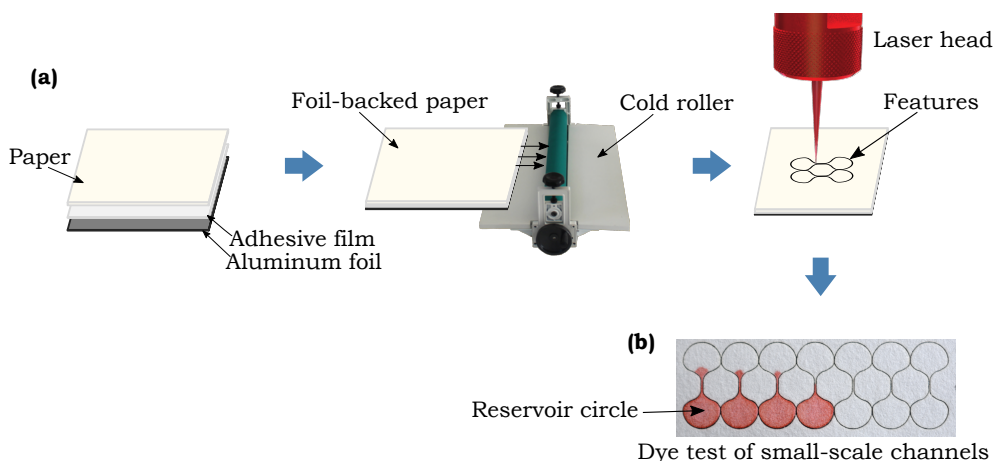 (a)
Paper
Adhesive film
Aluminum foil
Foil-backed paper
Cold roller
Laser head
Features
(b)
Reservoir circle
Dye test of small-scale channels